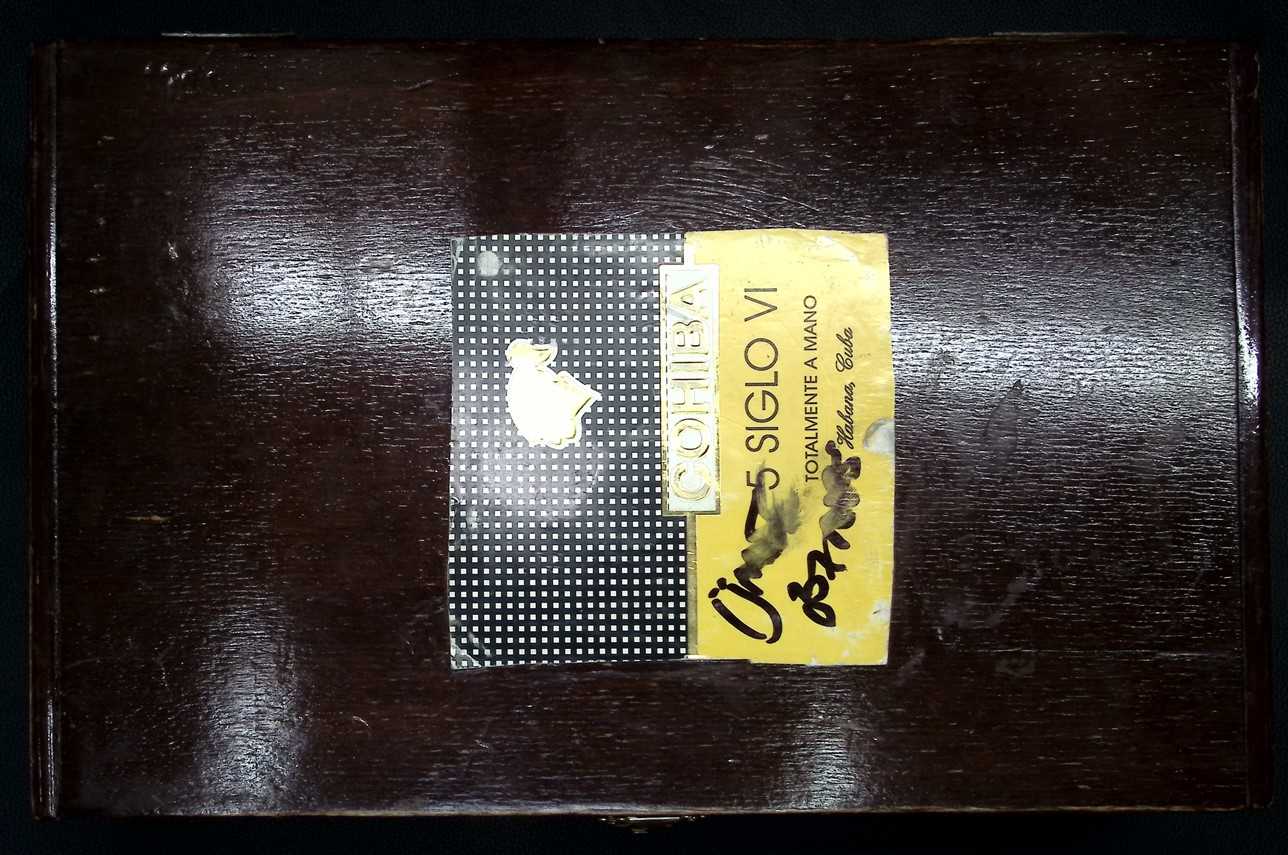 COHIBA
5 SIGLO VI
TOTALMENTE A MANO
Habana, Cuba